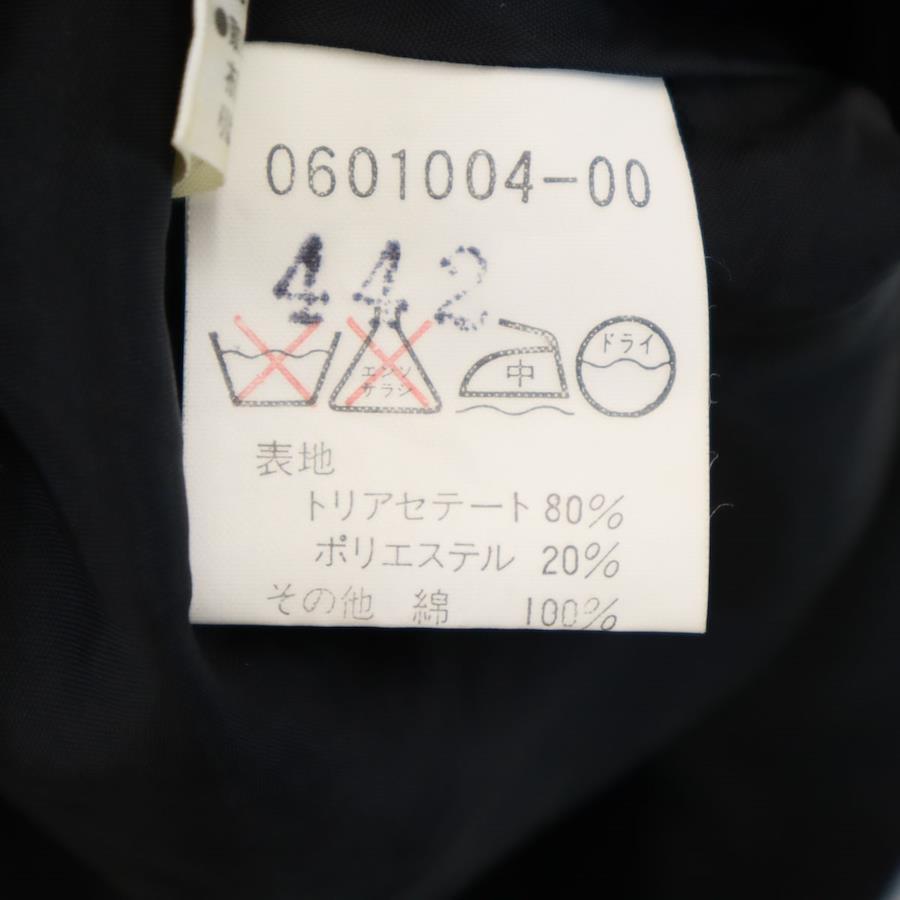 0601004-00
442
エンソ
サラシ
中
ドライ
表地
トリアセテート 80%
ポリエステル 20%
その他 綿 100%